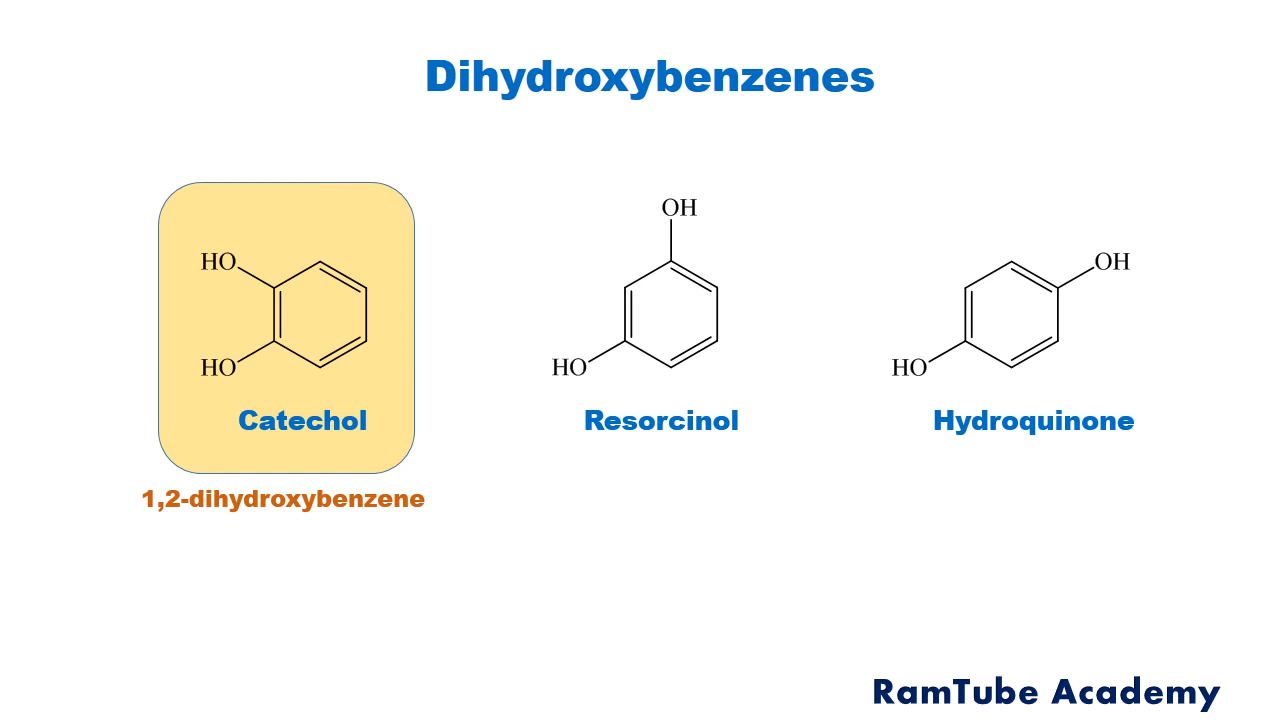 Dihydroxybenzenes
HO
HO
Catechol
1,2-dihydroxybenzene
OH
HO
Resorcinol
OH
HO
Hydroquinone
RamTube Academy